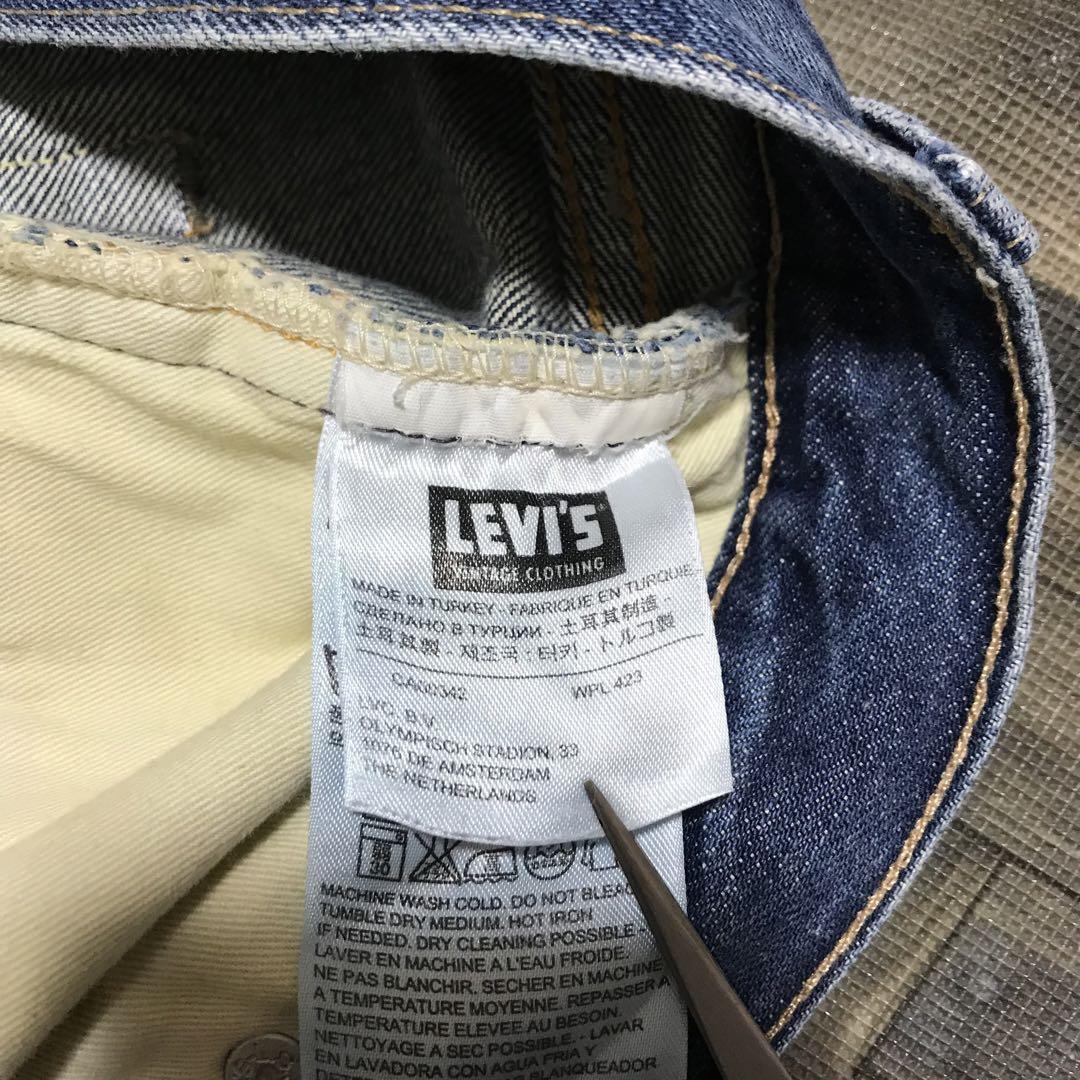 LEVI'S
VINTAGE CLOTHING
MADE IN TURKEY - FABRIQUE EN TURQUIE -
СДЕЛАНО В ТУРЦИИ - 土耳其制造 -
土耳其製 - 제조국 : 터키 - トルコ製
CA00342 WPL 423
LVC, B.V.
OLYMPISCH STADION, 33
1076 DE AMSTERDAM
THE NETHERLANDS
MACHINE WASH COLD. DO NOT BLEACH
TUMBLE DRY MEDIUM. HOT IRON
IF NEEDED. DRY CLEANING POSSIBLE -
LAVER EN MACHINE A L'EAU FROIDE.
NE PAS BLANCHIR. SECHER EN MACHINE
A TEMPERATURE MOYENNE. REPASSER A
TEMPERATURE ELEVEE AU BESOIN.
NETTOYAGE A SEC POSSIBLE. - LAVAR
EN LAVADORA CON AGUA FRIA Y
BLANQUEADOR